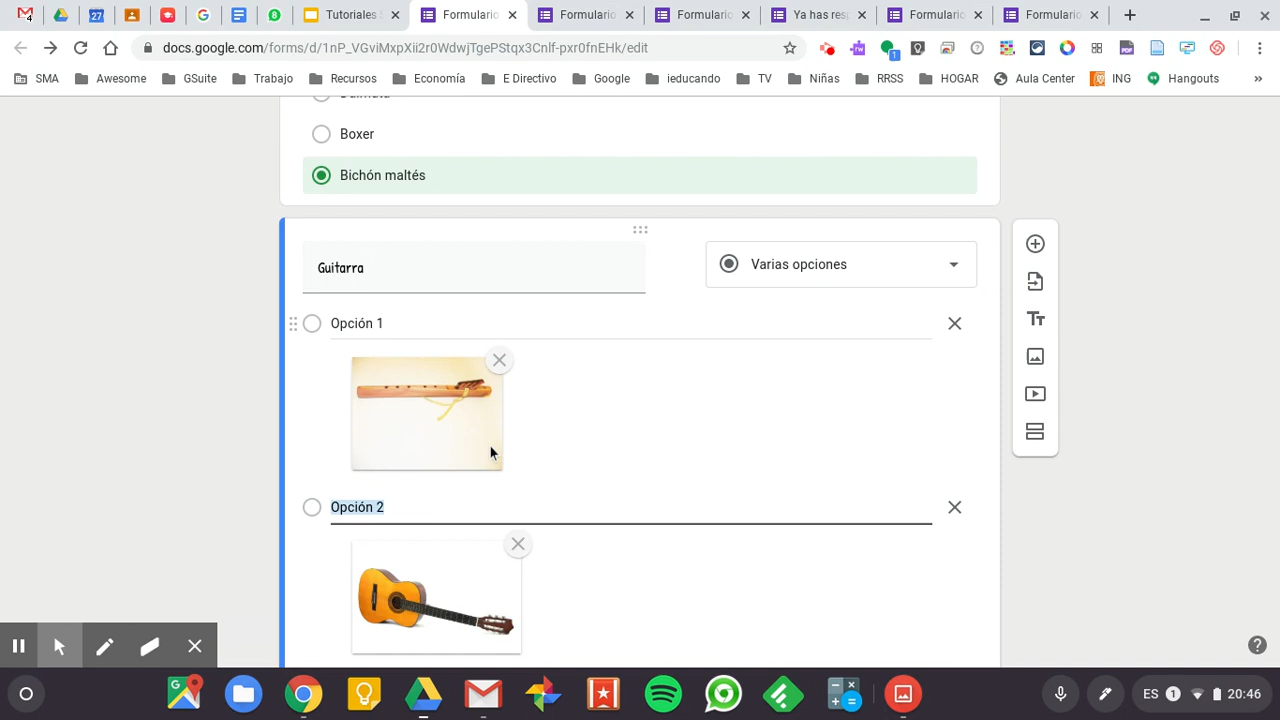 Tutoriales
Formulario
Formulario
Formulario
Ya has resp
Formulario
Formulario
docs.google.com/forms/d/1nP_VGViMxpXii2r0WdwjTgePStqx3Cnlf-pxr0fnEHk/edit
SMA
Awesome
GSuite
Trabajo
Recursos
Economía
E Directivo
Google
ieducando
TV
Niñas
RRSS
HOGAR
Aula Center
ING
Hangouts
»
Dálmata
Boxer
Bichón maltés
Guitarra
Varias opciones
Opción 1
Opción 2
ES 1 20:46